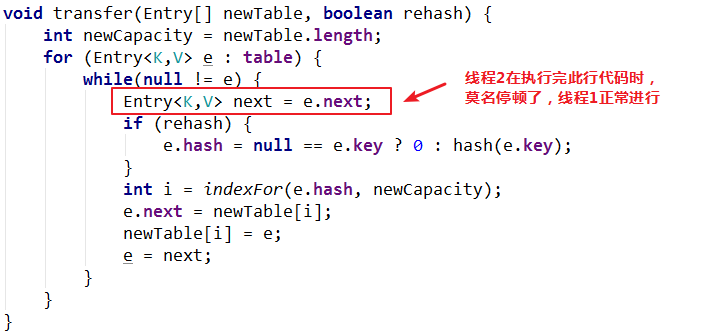 void transfer(Entry[] newTable, boolean rehash) {
    int newCapacity = newTable.length;
    for (Entry<K,V> e : table) {
        while(null != e) {
            Entry<K,V> next = e.next;
            if (rehash) {
                e.hash = null == e.key ? 0 : hash(e.key);
            }
            int i = indexFor(e.hash, newCapacity);
            e.next = newTable[i];
            newTable[i] = e;
            e = next;
        }
    }
}
线程2在执行完此行代码时，
莫名停顿了，线程1正常进行